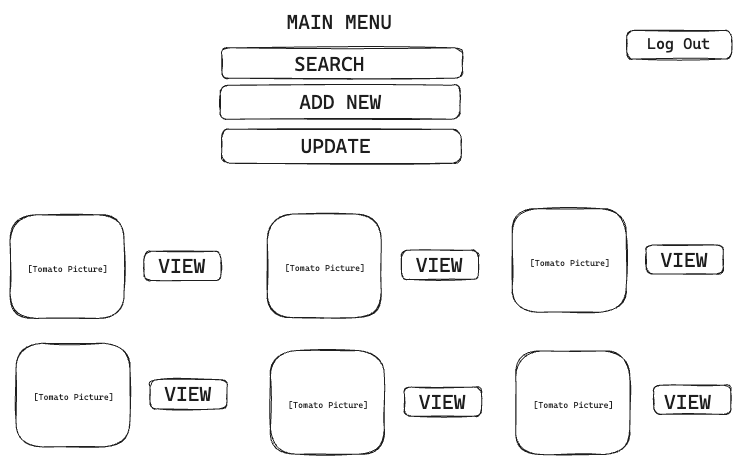 MAIN MENU
Log Out
SEARCH
ADD NEW
UPDATE
[Tomato Picture]
VIEW
[Tomato Picture]
VIEW
[Tomato Picture]
VIEW
[Tomato Picture]
VIEW
[Tomato Picture]
VIEW
[Tomato Picture]
VIEW